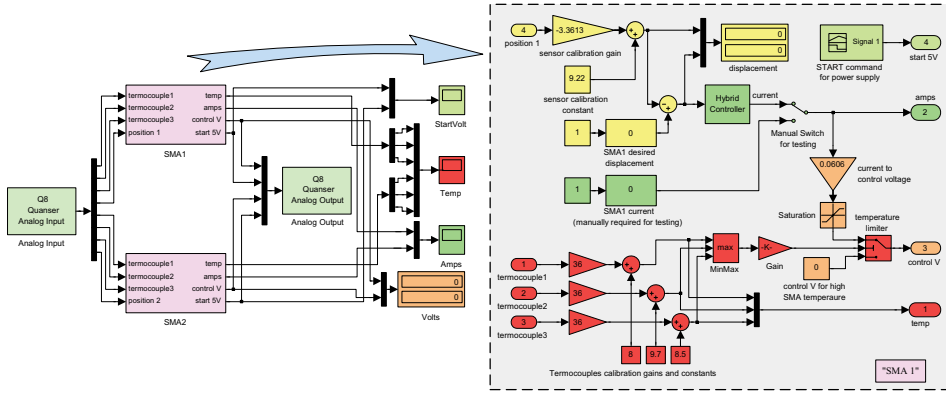 termocouple1
termocouple2
termocouple3
position 1
temp
amps
control V
start 5V
SMA1
Q8
Quanser
Analog Input
Analog Input
Q8
Quanser
Analog Output
Analog Output
termocouple1
termocouple2
termocouple3
position 2
temp
amps
control V
start 5V
SMA2
StartVolt
Temp
Amps
0
0
Volts
4
position 1
-3.3613
sensor calibration gain
9.22
sensor calibration
constant
0
0
displacement
Signal 1
START command
for power supply
4
start 5V
1
0
SMA1 desired
displacement
Hybrid
Controller
current
Manual Switch
for testing
amps
2
1
0
SMA1 current
(manually required for testing)
0.0606
current to
control voltage
Saturation
temperature
limiter
3
control V
0
control V for high
SMA temperaure
max
MinMax
-K-
Gain
1
termocouple1
36
2
termocouple2
36
3
termocouple3
36
8
9.7
8.5
Termocouples calibration gains and constants
1
temp
"SMA 1"